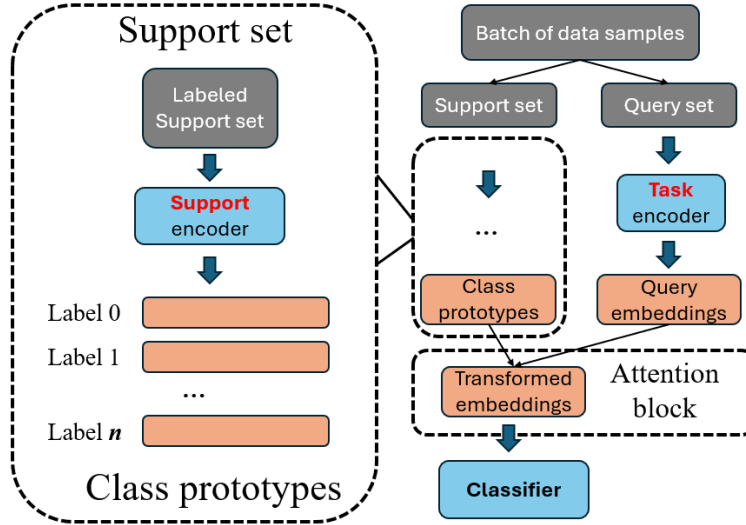 Support set
Labeled
Support set
Support
encoder
Label 0
Label 1
...
Label n
Class prototypes
Batch of data samples
Support set
Query set
Task
encoder
...
Class
prototypes
Query
embeddings
Transformed
embeddings
Attention
block
Classifier